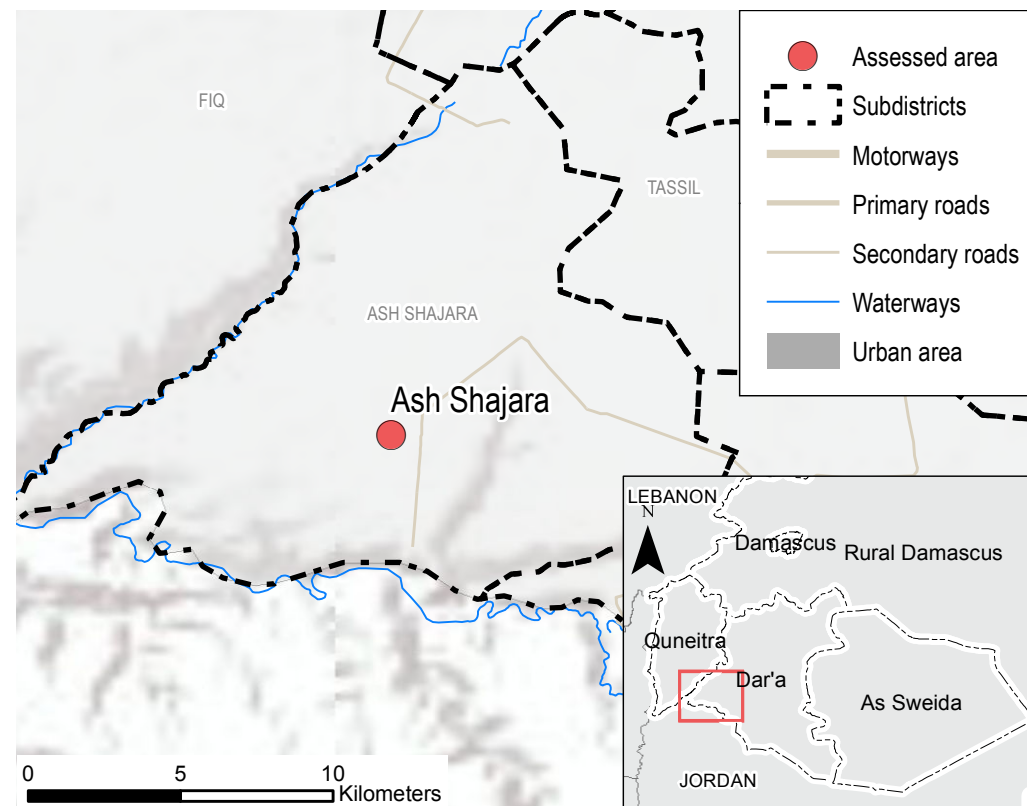 FIQ
TASSIL
ASH SHAJARA
Ash Shajara
Assessed area
Subdistricts
Motorways
Primary roads
Secondary roads
Waterways
Urban area
LEBANON
N
Damascus
Rural Damascus
Quneitra
Dar'a
As Sweida
JORDAN
0 5 10
Kilometers